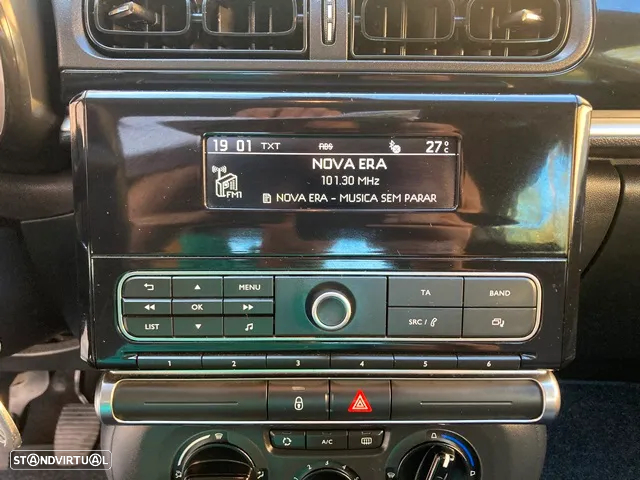 19 01 TXT RDS 27°C
NOVA ERA
101.30 MHz
FM1
NOVA ERA - MUSICA SEM PARAR
MENU
TA
BAND
OK
LIST
SRC /
1 2 3 4 5 6
A/C
STANDVIRTUAL